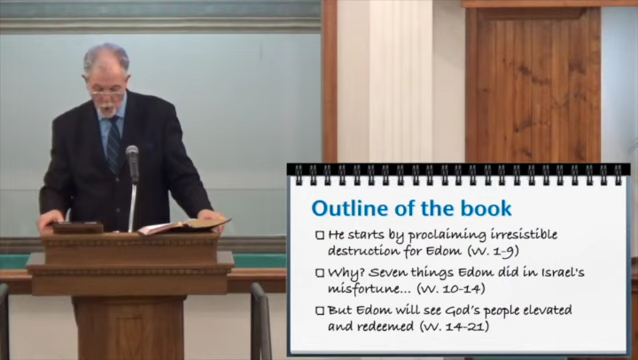 Outline of the book
He starts by proclaiming irresistible
destruction for Edom (vv. 1-9)
Why? Seven things Edom did in Israel's
misfortune... (vv. 10-14)
But Edom will see God's people elevated
and redeemed (vv. 14-21)